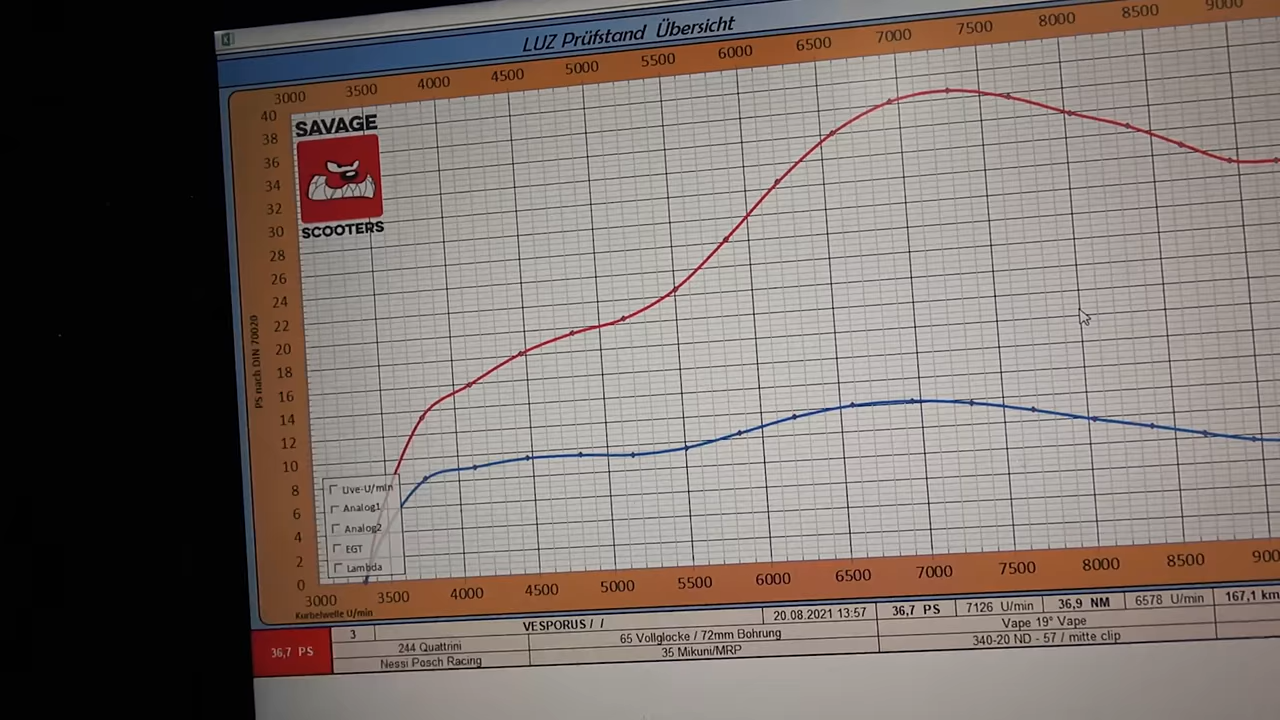 LUZ Prüfstand Übersicht
3000 3500 4000 4500 5000 5500 6000 6500 7000 7500 8000 8500 9000
SAVAGE
SCOOTERS
40
38
36
34
32
30
28
26
24
22
20
18
16
14
12
10
8
6
4
2
0
PS nach DIN 70020
Live-U/min
Analog1
Analog2
EGT
Lambda
3000 3500 4000 4500 5000 5500 6000 6500 7000 7500 8000 8500 9000
Kurbelwelle U/min
VESPORUS / / 20.08.2021 13:57 36,7 PS 7126 U/min 36,9 NM 6578 U/min 167,1 km
36,7 PS
3
244 Quattrini 65 Vollglocke / 72mm Bohrung Vape 19° Vape
Nessi Posch Racing 35 Mikuni/MRP 340-20 ND - 57 / mitte clip